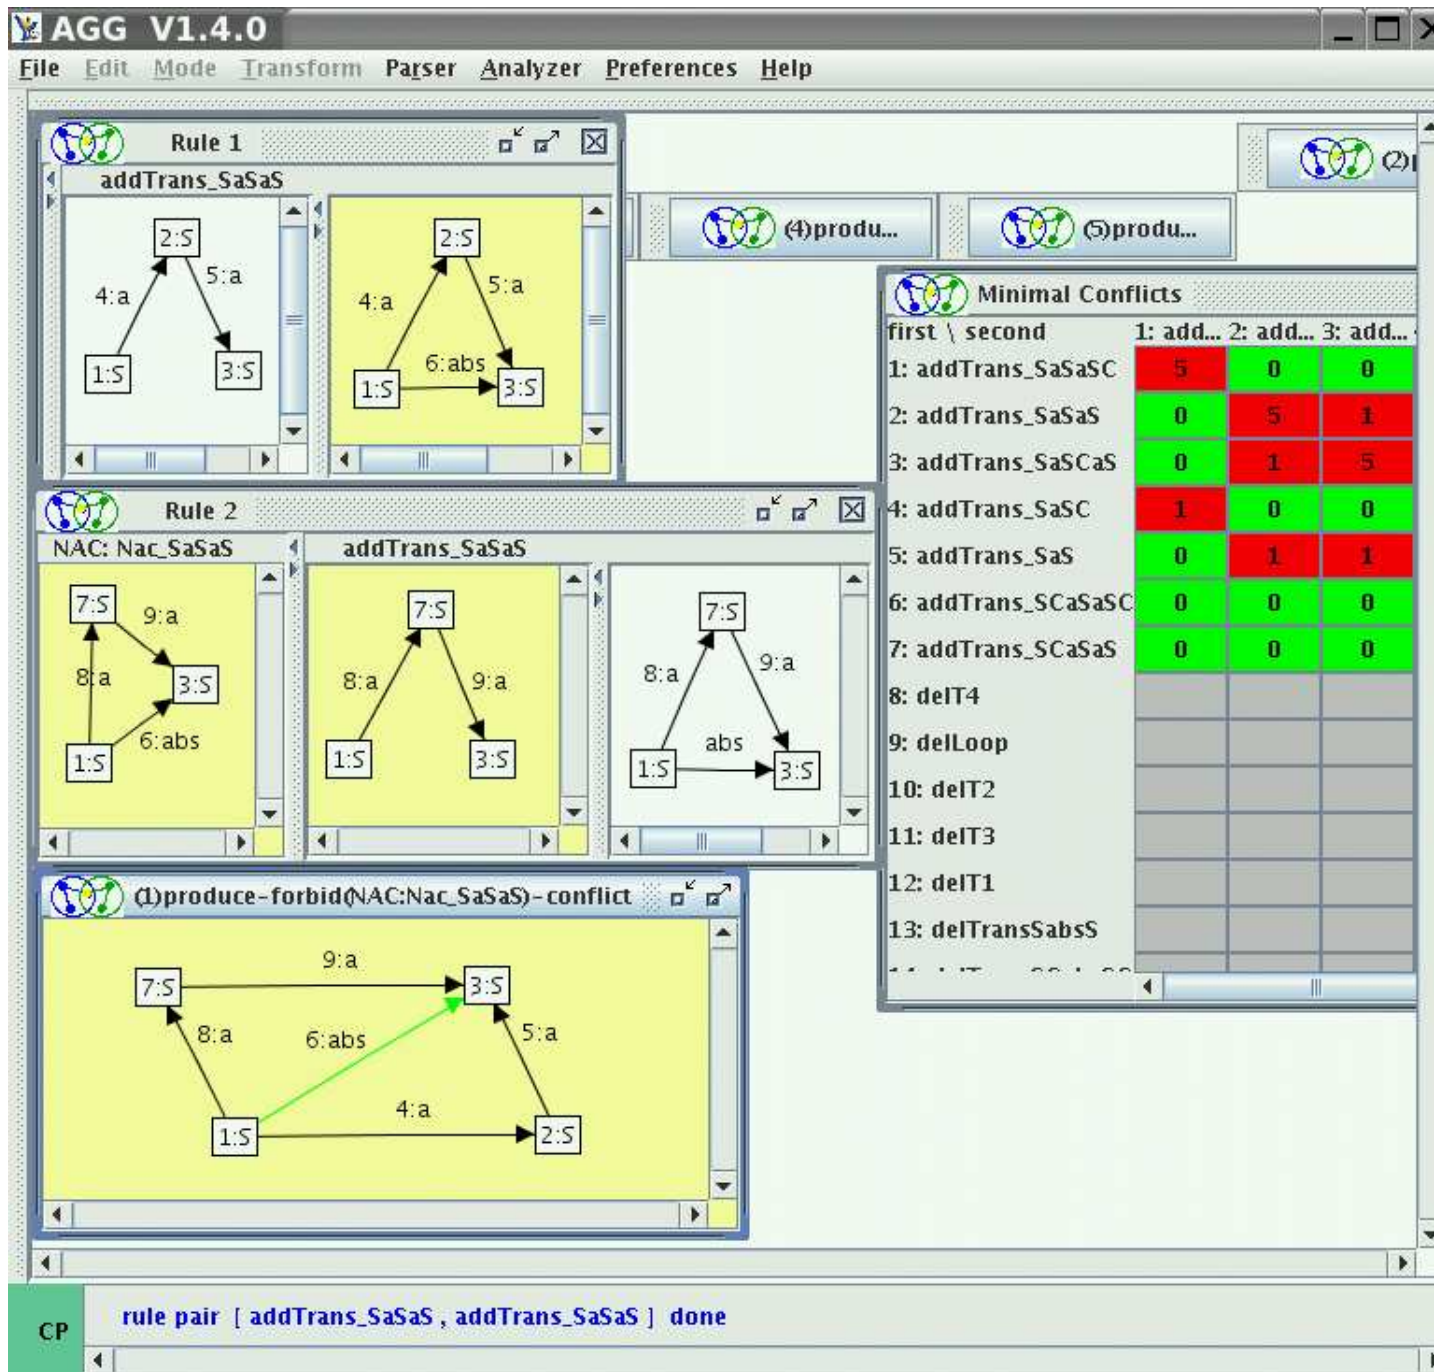 AGG V1.4.0
File Edit Mode Transform Parser Analyzer Preferences Help
Rule 1
addTrans_SaSaS
2:S
4:a
5:a
1:S
3:S
2:S
4:a
5:a
6:abs
1:S
3:S
(2)
(4)produ...
(5)produ...
Rule 2
NAC: Nac_SaSaS
addTrans_SaSaS
7:S
9:a
8:a
3:S
6:abs
1:S
7:S
8:a
9:a
1:S
3:S
7:S
8:a
9:a
abs
1:S
3:S
Minimal Conflicts
first \ second 1: add... 2: add... 3: add...
1: addTrans_SaSaSC 5 0 0
2: addTrans_SaSaS 0 5 1
3: addTrans_SaSCaS 0 1 5
4: addTrans_SaSC 1 0 0
5: addTrans_SaS 0 1 1
6: addTrans_SCaSaSC 0 0 0
7: addTrans_SCaSaS 0 0 0
8: delT4
9: delLoop
10: delT2
11: delT3
12: delT1
13: delTransSabsS
(1)produce-forbid(NAC:Nac_SaSaS)-conflict
9:a
7:S
3:S
8:a
6:abs
5:a
4:a
1:S
2:S
CP
rule pair [ addTrans_SaSaS , addTrans_SaSaS ] done